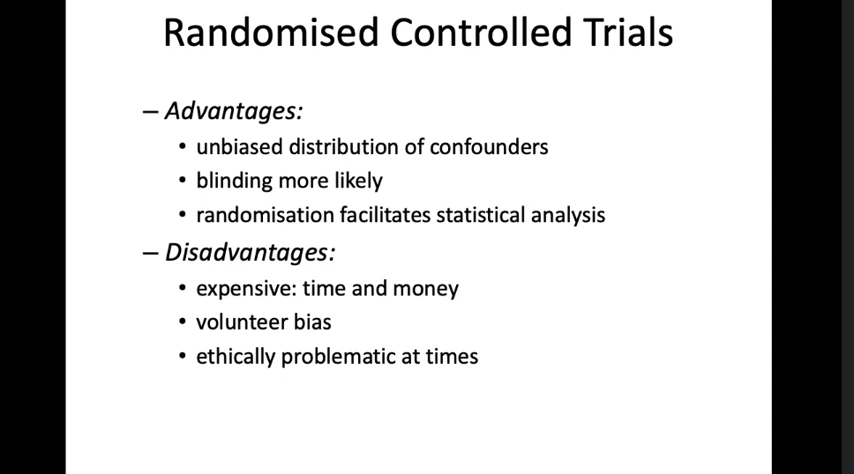 Randomised Controlled Trials
– Advantages:
• unbiased distribution of confounders
• blinding more likely
• randomisation facilitates statistical analysis
– Disadvantages:
• expensive: time and money
• volunteer bias
• ethically problematic at times